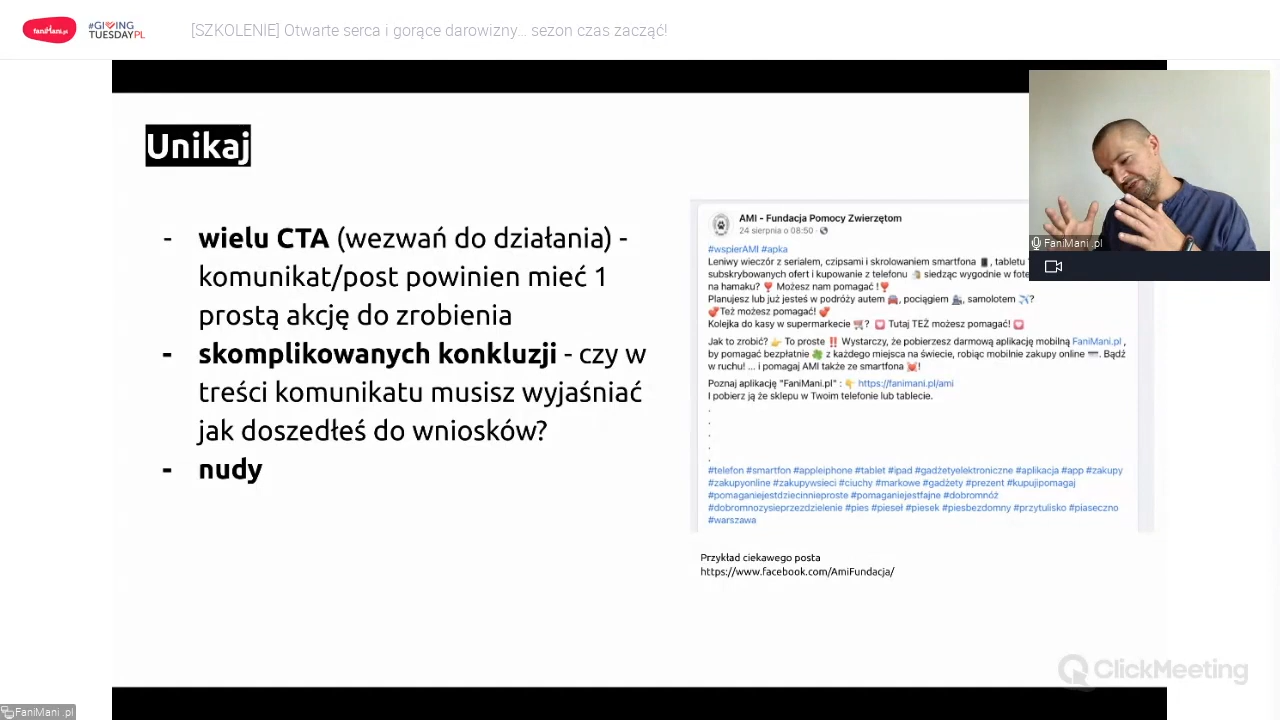 faniMani.pl
#GIVING
TUESDAYPL
[SZKOLENIE] Otwarte serca i gorące darowizny... sezon czas zacząć!
Unikaj
- wielu CTA (wezwań do działania) -
komunikat/post powinien mieć 1
prostą akcję do zrobienia
- skomplikowanych konkluzji - czy w
treści komunikatu musisz wyjaśniać
jak doszedłeś do wniosków?
- nudy
AMI - Fundacja Pomocy Zwierzętom
24 sierpnia o 08:50 ·
#wspierAMI #apka
Leniwy wieczór z serialem, czipsami i skrolowaniem smartfona 📱, tabletu
subskrybowanych ofert i kupowanie z telefonu siedząc wygodnie w fote
na hamaku? ❣️ Możesz nam pomagać !❣️
Planujesz lub już jesteś w podróży autem 🚘, pociągiem 🚂, samolotem ✈️?
💕Też możesz pomagać! 💕
Kolejka do kasy w supermarkecie 🛒? 💟 Tutaj TEŻ możesz pomagać! 💟
Jak to zrobić? 👉 To proste ‼️ Wystarczy, że pobierzesz darmową aplikację mobilną FaniMani.pl ,
by pomagać bezpłatnie 🍀 z każdego miejsca na świecie, robiąc mobilnie zakupy online 💳. Bądź
w ruchu! ... i pomagaj AMI także ze smartfona 💓!
Poznaj aplikację "FaniMani.pl" : 👇 https://fanimani.pl/ami
I pobierz ją że sklepu w Twoim telefonie lub tablecie.
.
.
.
.
.
#telefon #smartfon #appleiphone #tablet #ipad #gadżetyelektroniczne #aplikacja #app #zakupy
#zakupyonline #zakupywsieci #ciuchy #markowe #gadżety #prezent #kupujipomagaj
#pomaganiejestdziecinnieproste #pomaganiejestfajne #dobromnóż
#dobromnozysieprzezdzielenie #pies #pieseł #piesek #piesbezdomny #przytulisko #piaseczno
#warszawa
Przykład ciekawego posta
https://www.facebook.com/AmiFundacja/
FaniMani .pl
ClickMeeting
FaniMani .pl